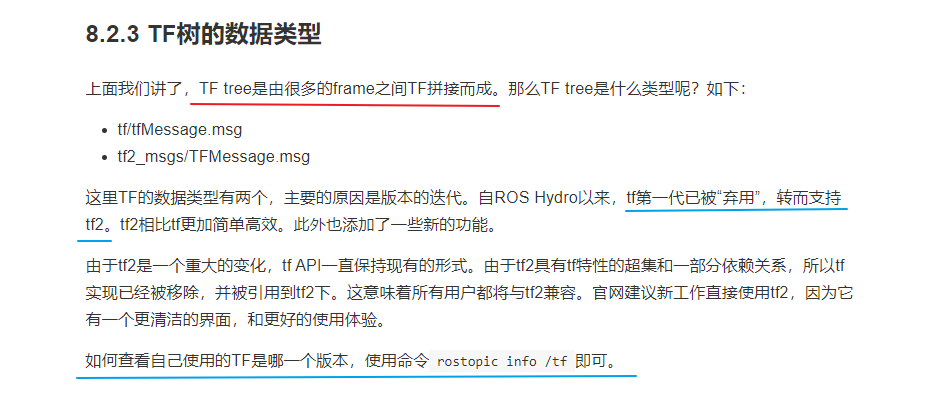 8.2.3 TF树的数据类型
上面我们讲了，TF tree是由很多的frame之间TF拼接而成。那么TF tree是什么类型呢？如下：
• tf/tfMessage.msg
• tf2_msgs/TFMessage.msg
这里TF的数据类型有两个，主要的原因是版本的迭代。自ROS Hydro以来，tf第一代已被“弃用”，转而支持
tf2。tf2相比tf更加简单高效。此外也添加了一些新的功能。
由于tf2是一个重大的变化，tf API一直保持现有的形式。由于tf2具有tf特性的超集和一部分依赖关系，所以tf
实现已经被移除，并被引用到tf2下。这意味着所有用户都将与tf2兼容。官网建议新工作直接使用tf2，因为它
有一个更清洁的界面，和更好的使用体验。
如何查看自己使用的TF是哪一个版本，使用命令 rostopic info /tf 即可。